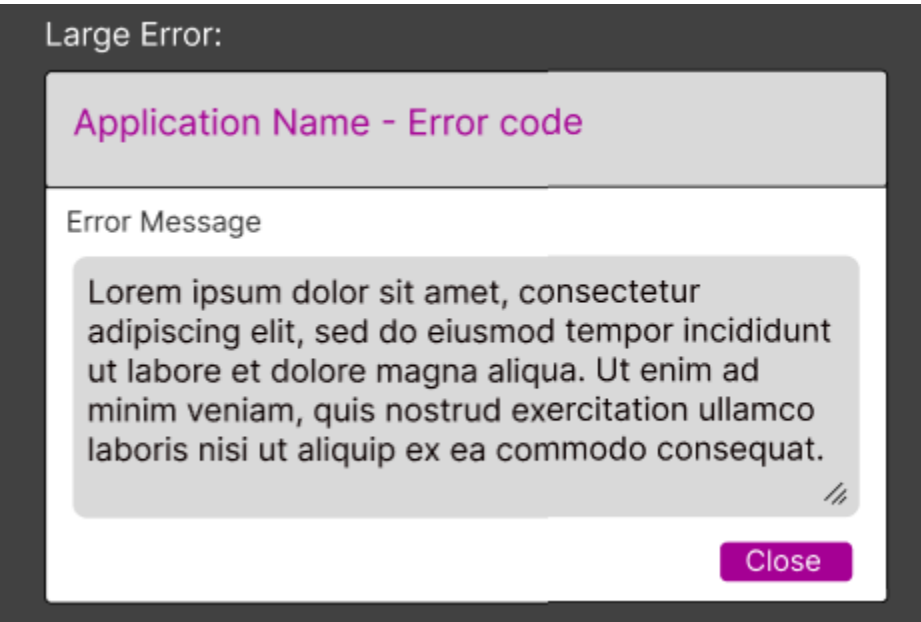 Large Error:
Application Name - Error code
Error Message
Lorem ipsum dolor sit amet, consectetur
adipiscing elit, sed do eiusmod tempor incididunt
ut labore et dolore magna aliqua. Ut enim ad
minim veniam, quis nostrud exercitation ullamco
laboris nisi ut aliquip ex ea commodo consequat.
Close